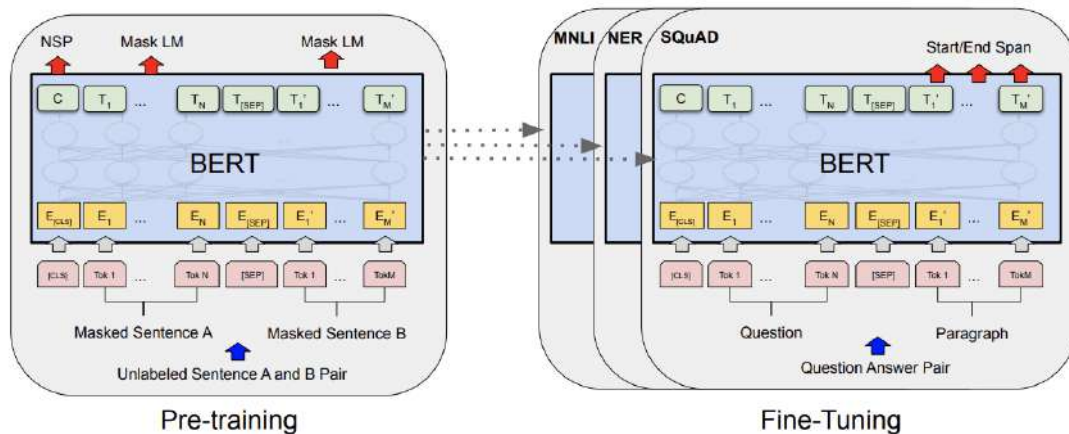 NSP Mask LM Mask LM
C T1 ... TN T[SEP] T1' ... TM'
BERT
E[CLS] E1 ... EN E[SEP] E1' ... EM'
[CLS] Tok 1 ... Tok N [SEP] Tok 1 ... TokM
Masked Sentence A Masked Sentence B
Unlabeled Sentence A and B Pair
Pre-training
MNLI NER SQuAD
Start/End Span
C T1 ... TN T[SEP] T1' ... TM'
BERT
E[CLS] E1 ... EN E[SEP] E1' ... EM'
[CLS] Tok 1 ... Tok N [SEP] Tok 1 ... TokM
Question Paragraph
Question Answer Pair
Fine-Tuning